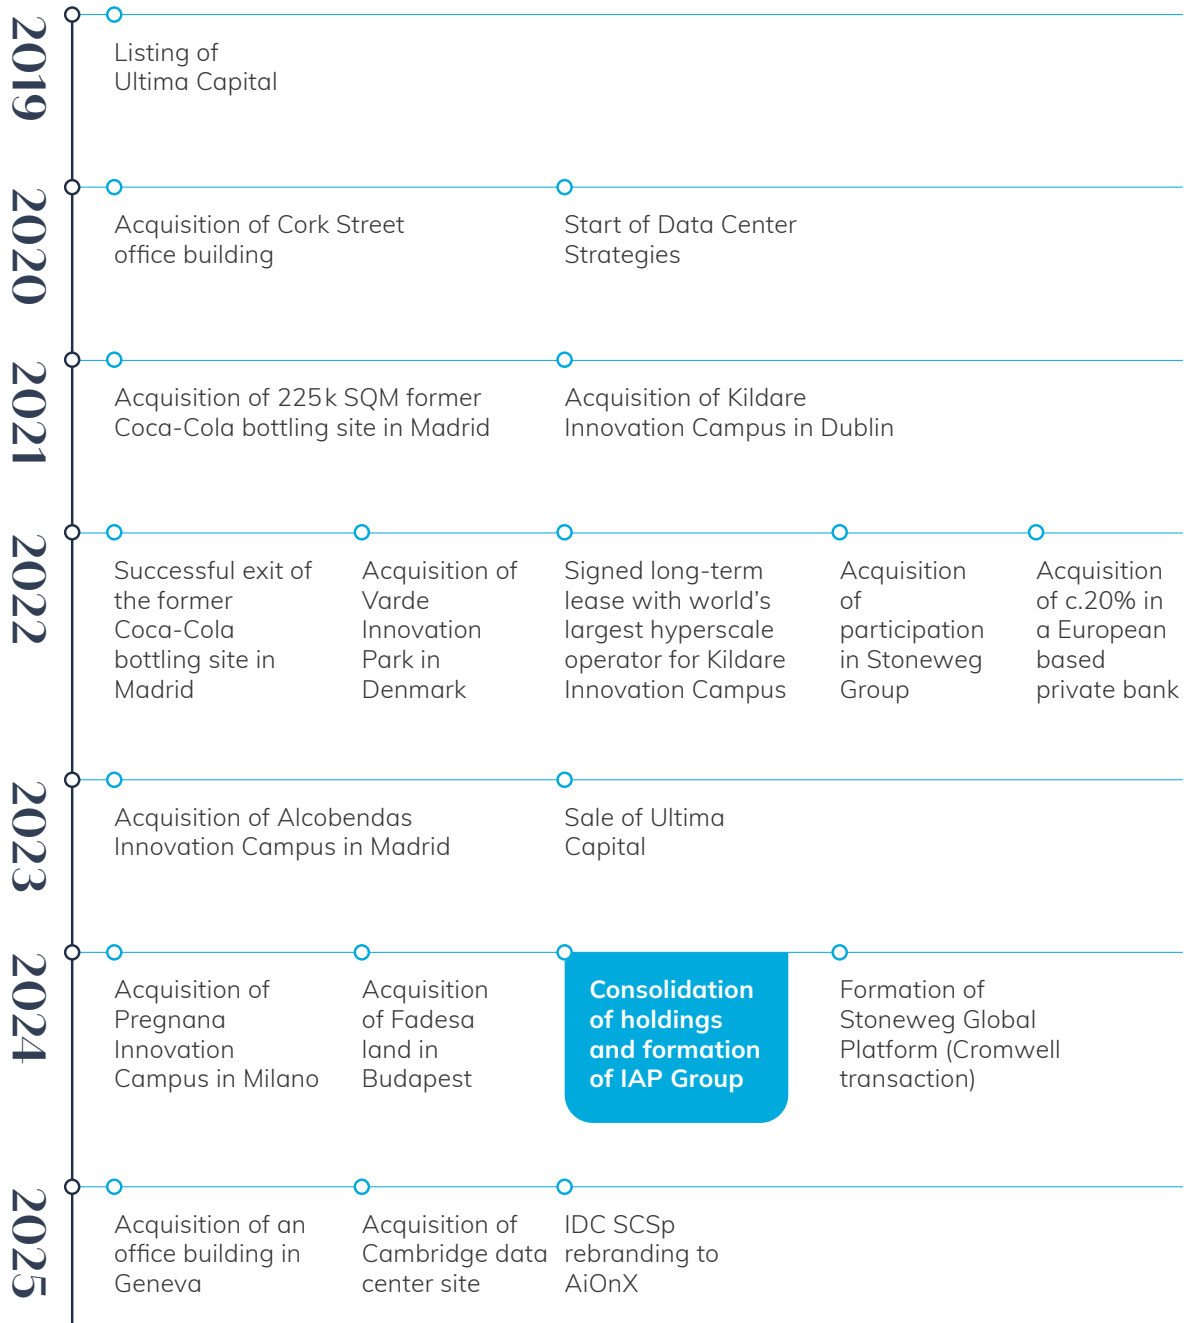 2019
Listing of
Ultima Capital
2020
Acquisition of Cork Street
office building
Start of Data Center
Strategies
2021
Acquisition of 225k SQM former
Coca-Cola bottling site in Madrid
Acquisition of Kildare
Innovation Campus in Dublin
2022
Successful exit of
the former
Coca-Cola
bottling site in
Madrid
Acquisition of
Varde
Innovation
Park in
Denmark
Signed long-term
lease with world's
largest hyperscale
operator for Kildare
Innovation Campus
Acquisition
of
participation
in Stoneweg
Group
Acquisition
of c.20% in
a European
based
private bank
2023
Acquisition of Alcobendas
Innovation Campus in Madrid
Sale of Ultima
Capital
2024
Acquisition of
Pregnana
Innovation
Campus in Milano
Acquisition
of Fadesa
land in
Budapest
Consolidation
of holdings
and formation
of IAP Group
Formation of
Stoneweg Global
Platform (Cromwell
transaction)
2025
Acquisition of an
office building in
Geneva
Acquisition of
Cambridge data
center site
IDC SCSp
rebranding to
AiOnX